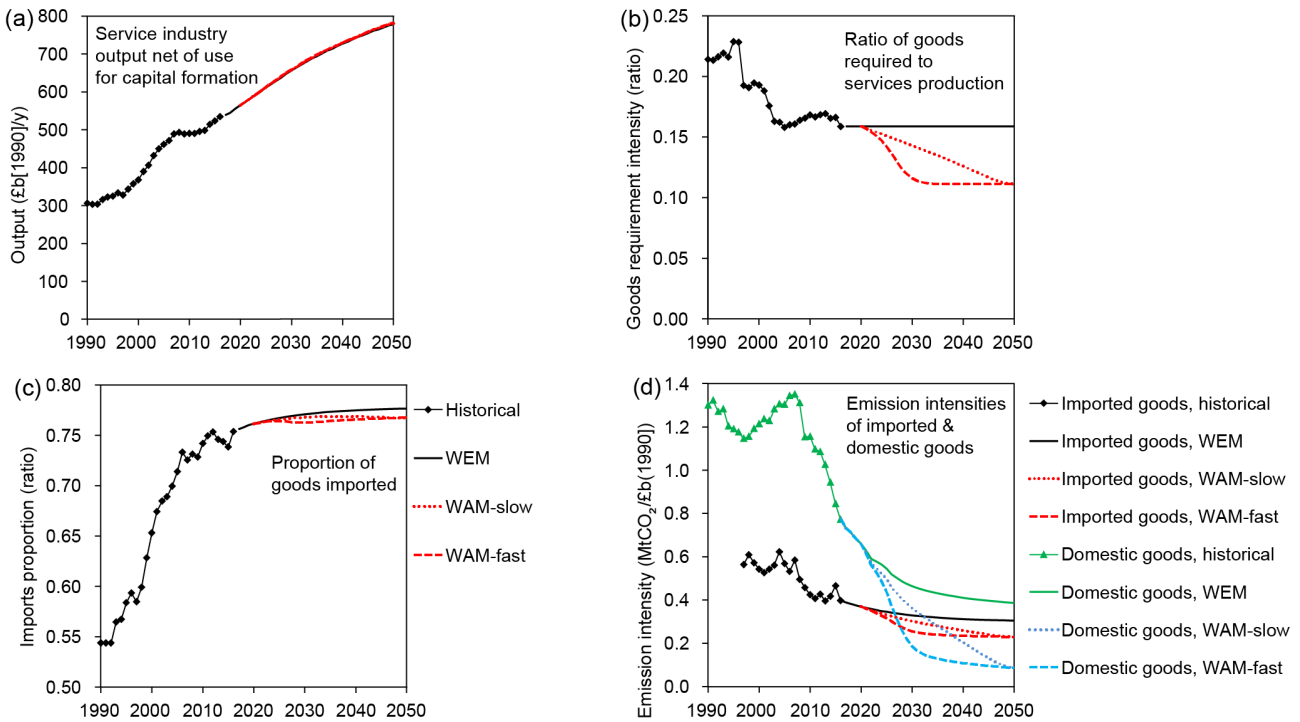 (a)
Service industry
output net of use
for capital formation
Output (£b[1990]/y)
800
700
600
500
400
300
200
100
0
1990 2000 2010 2020 2030 2040 2050
(b)
Ratio of goods
required to
services production
Goods requirement intensity (ratio)
0.25
0.20
0.15
0.10
0.05
0.00
1990 2000 2010 2020 2030 2040 2050
(c)
Proportion of
goods imported
Imports proportion (ratio)
0.80
0.75
0.70
0.65
0.60
0.55
0.50
1990 2000 2010 2020 2030 2040 2050
Historical
WEM
WAM-slow
WAM-fast
(d)
Emission intensities
of imported &
domestic goods
Emission intensity (MtCO₂/£b(1990])
1.4
1.2
1.0
0.8
0.6
0.4
0.2
0.0
1990 2000 2010 2020 2030 2040 2050
Imported goods, historical
Imported goods, WEM
Imported goods, WAM-slow
Imported goods, WAM-fast
Domestic goods, historical
Domestic goods, WEM
Domestic goods, WAM-slow
Domestic goods, WAM-fast